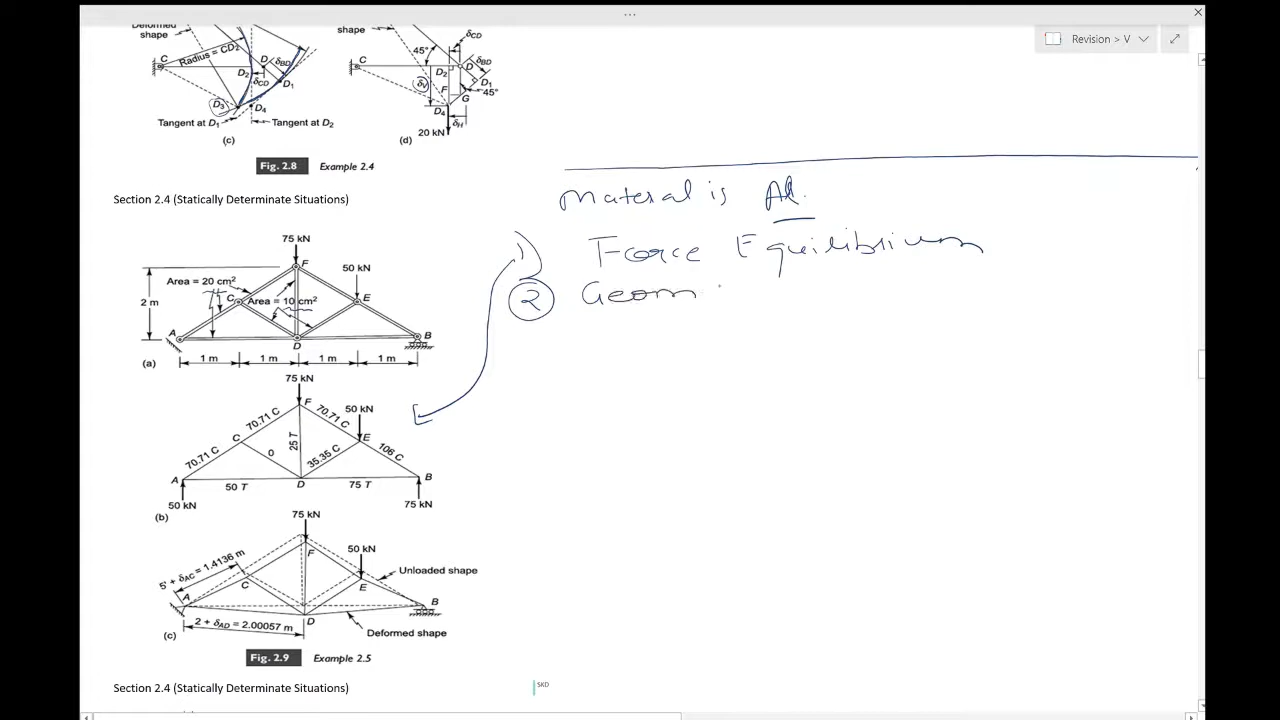 ...
Revision > V
Deformed
shape
C
Radius = CD2
D
δBD
D2
δCD
D1
D3
D4
Tangent at D1
Tangent at D2
(c)
shape
δCD
45°
C
D
δBD
D2
D1
δV
F
45°
G
D4
δH
20 kN
(d)
Fig. 2.8 Example 2.4
Section 2.4 (Statically Determinate Situations)
Material is Al.
1) Force Equilibrium
2 Geom
75 kN
F
50 kN
Area = 20 cm²
2 m
C
Area = 10 cm²
E
A
D
B
1 m 1 m 1 m 1 m
(a)
75 kN
F
70.71 C
70.71 C
50 kN
C
25 T
E
70.71 C
0
35.35 C
106 C
A
D
B
50 T
75 T
50 kN
75 kN
(b)
75 kN
50 kN
5' + δAC = 1.4136 m
F
Unloaded shape
C
E
A
B
D
2 + δAD = 2.00057 m
Deformed shape
(c)
Fig. 2.9 Example 2.5
Section 2.4 (Statically Determinate Situations)
SKD